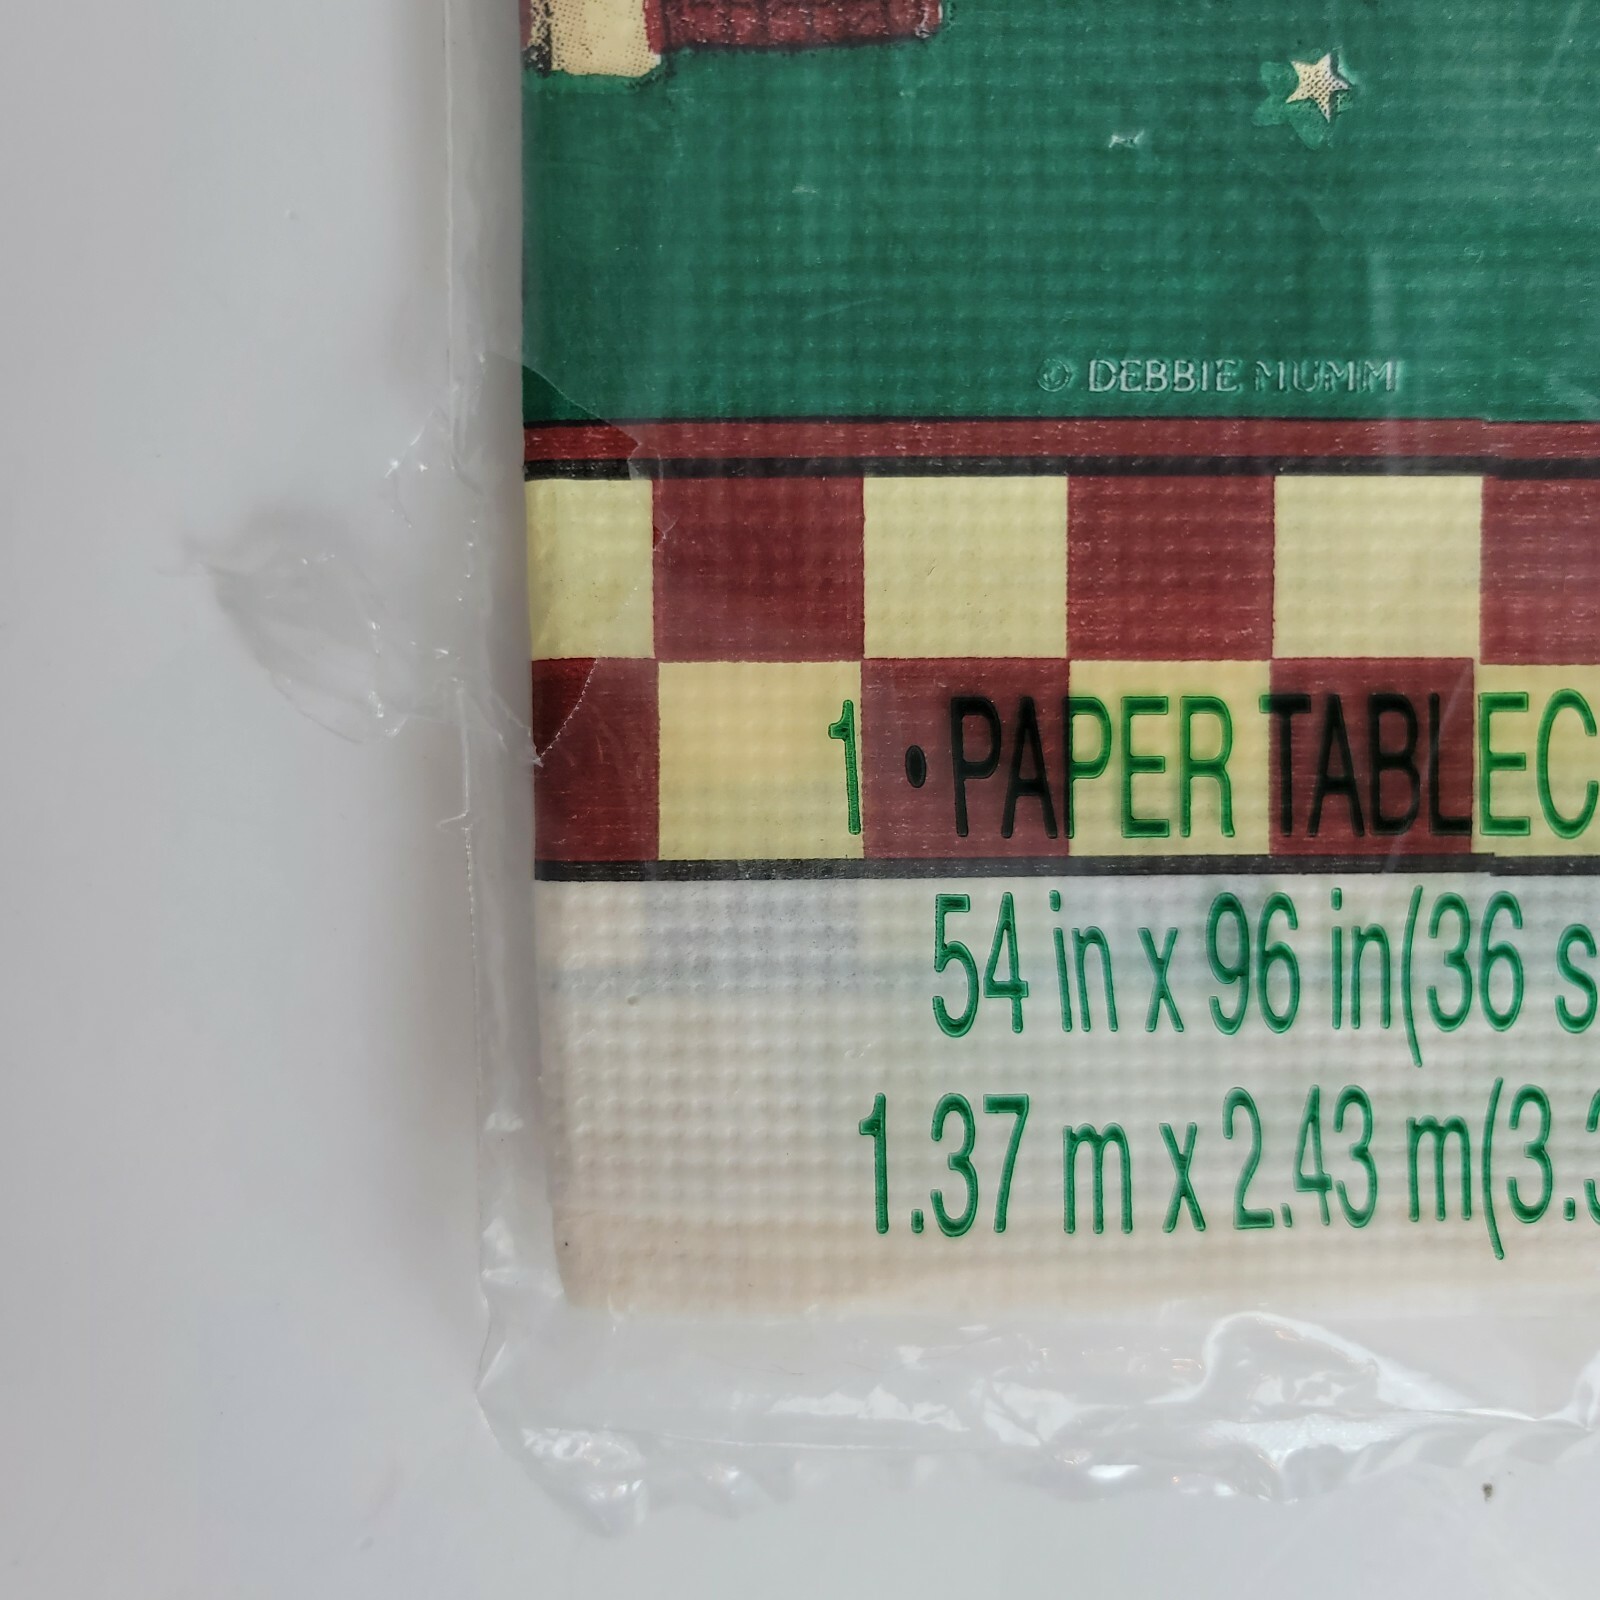 © DEBBIE MUMM
1 • PAPER TABLEC
54 in x 96 in(36 s
1.37 m x 2.43 m(3.3